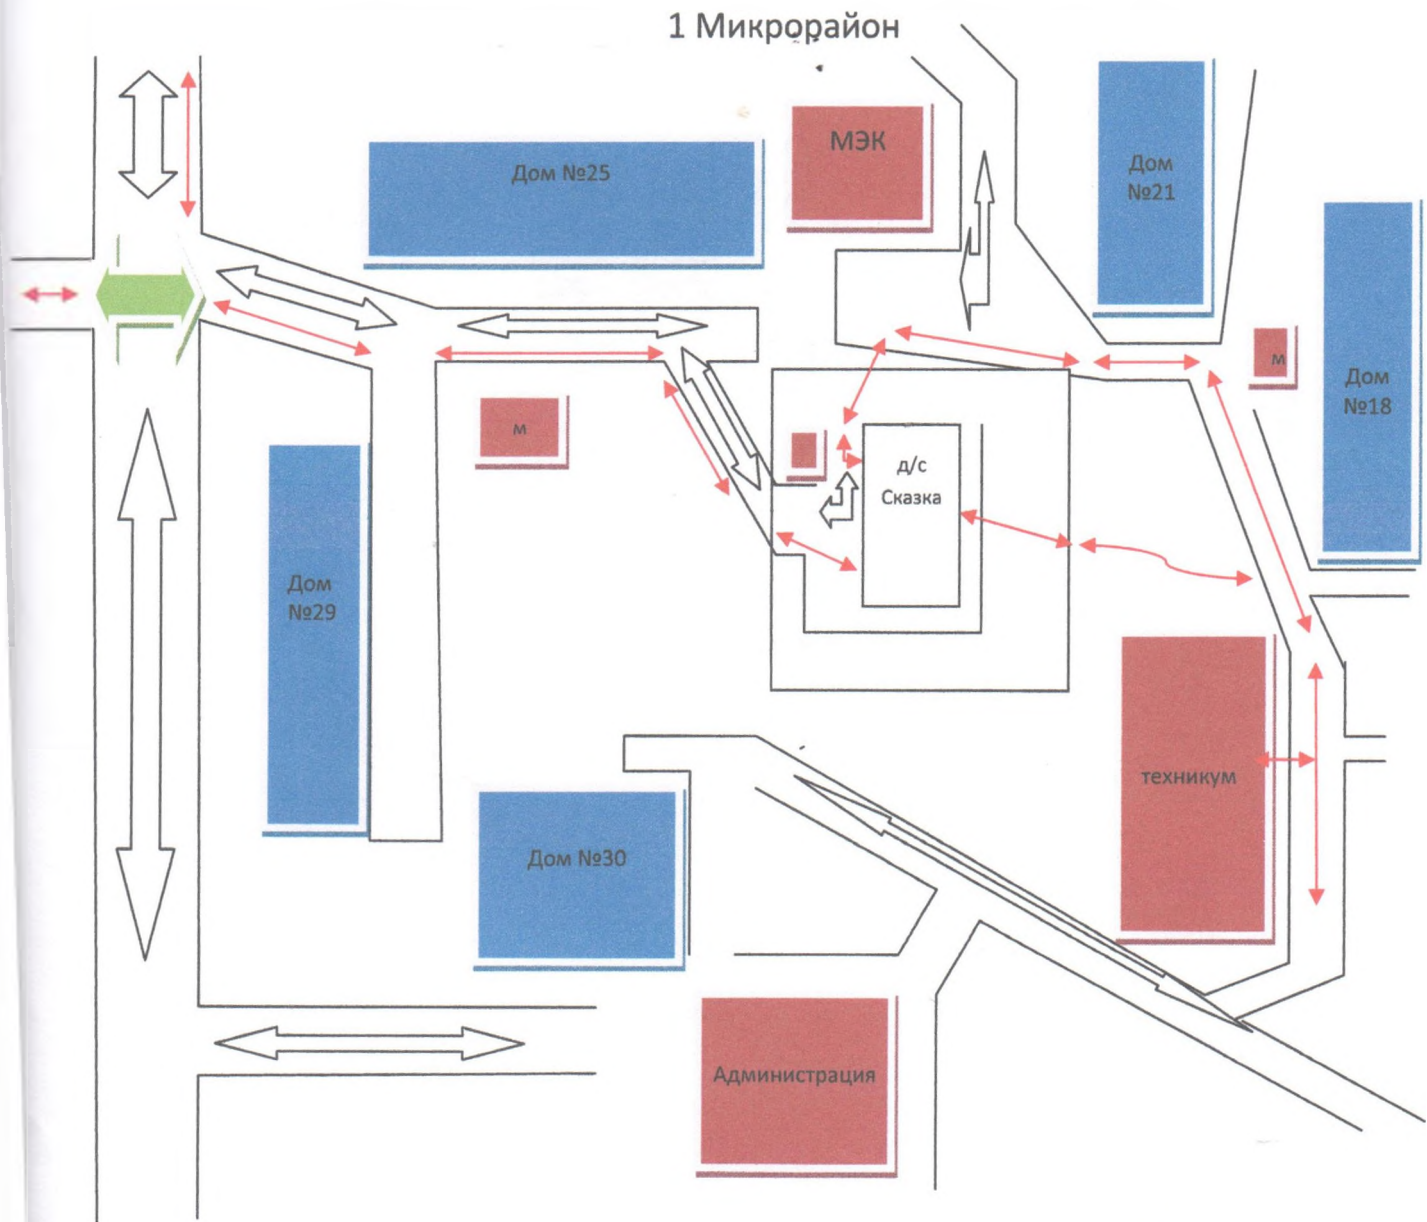 1 Микрорайон
МЭК
Дом №25
Дом
№21
м
Дом
№18
м
д/с
Сказка
Дом
№29
техникум
Дом №30
Администрация